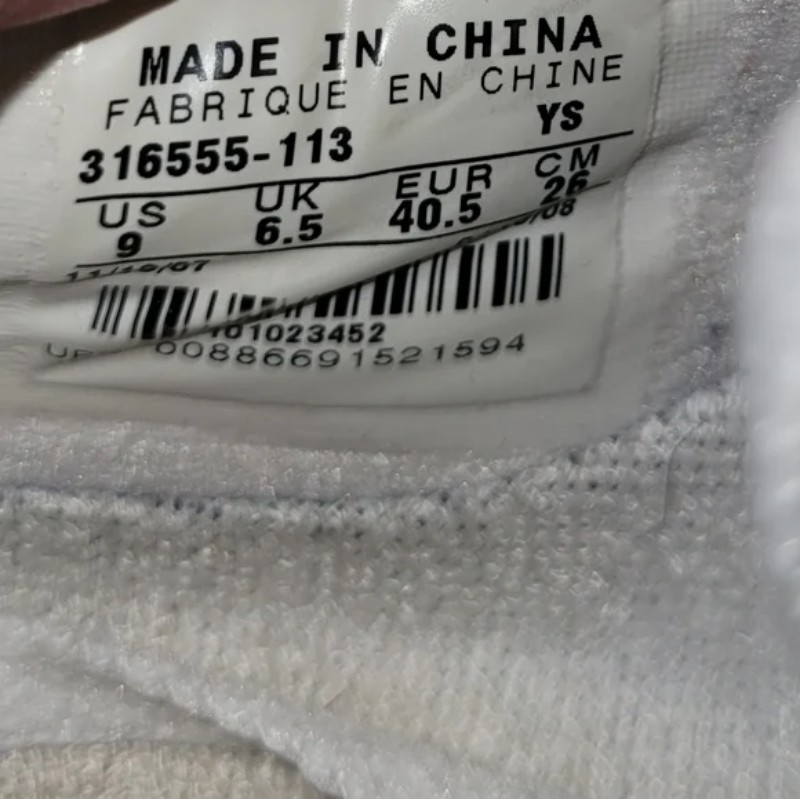 MADE IN CHINA
FABRIQUE EN CHINE
316555-113 YS
US UK EUR CM
9 6.5 40.5 26
/08
101023452
00886691521594